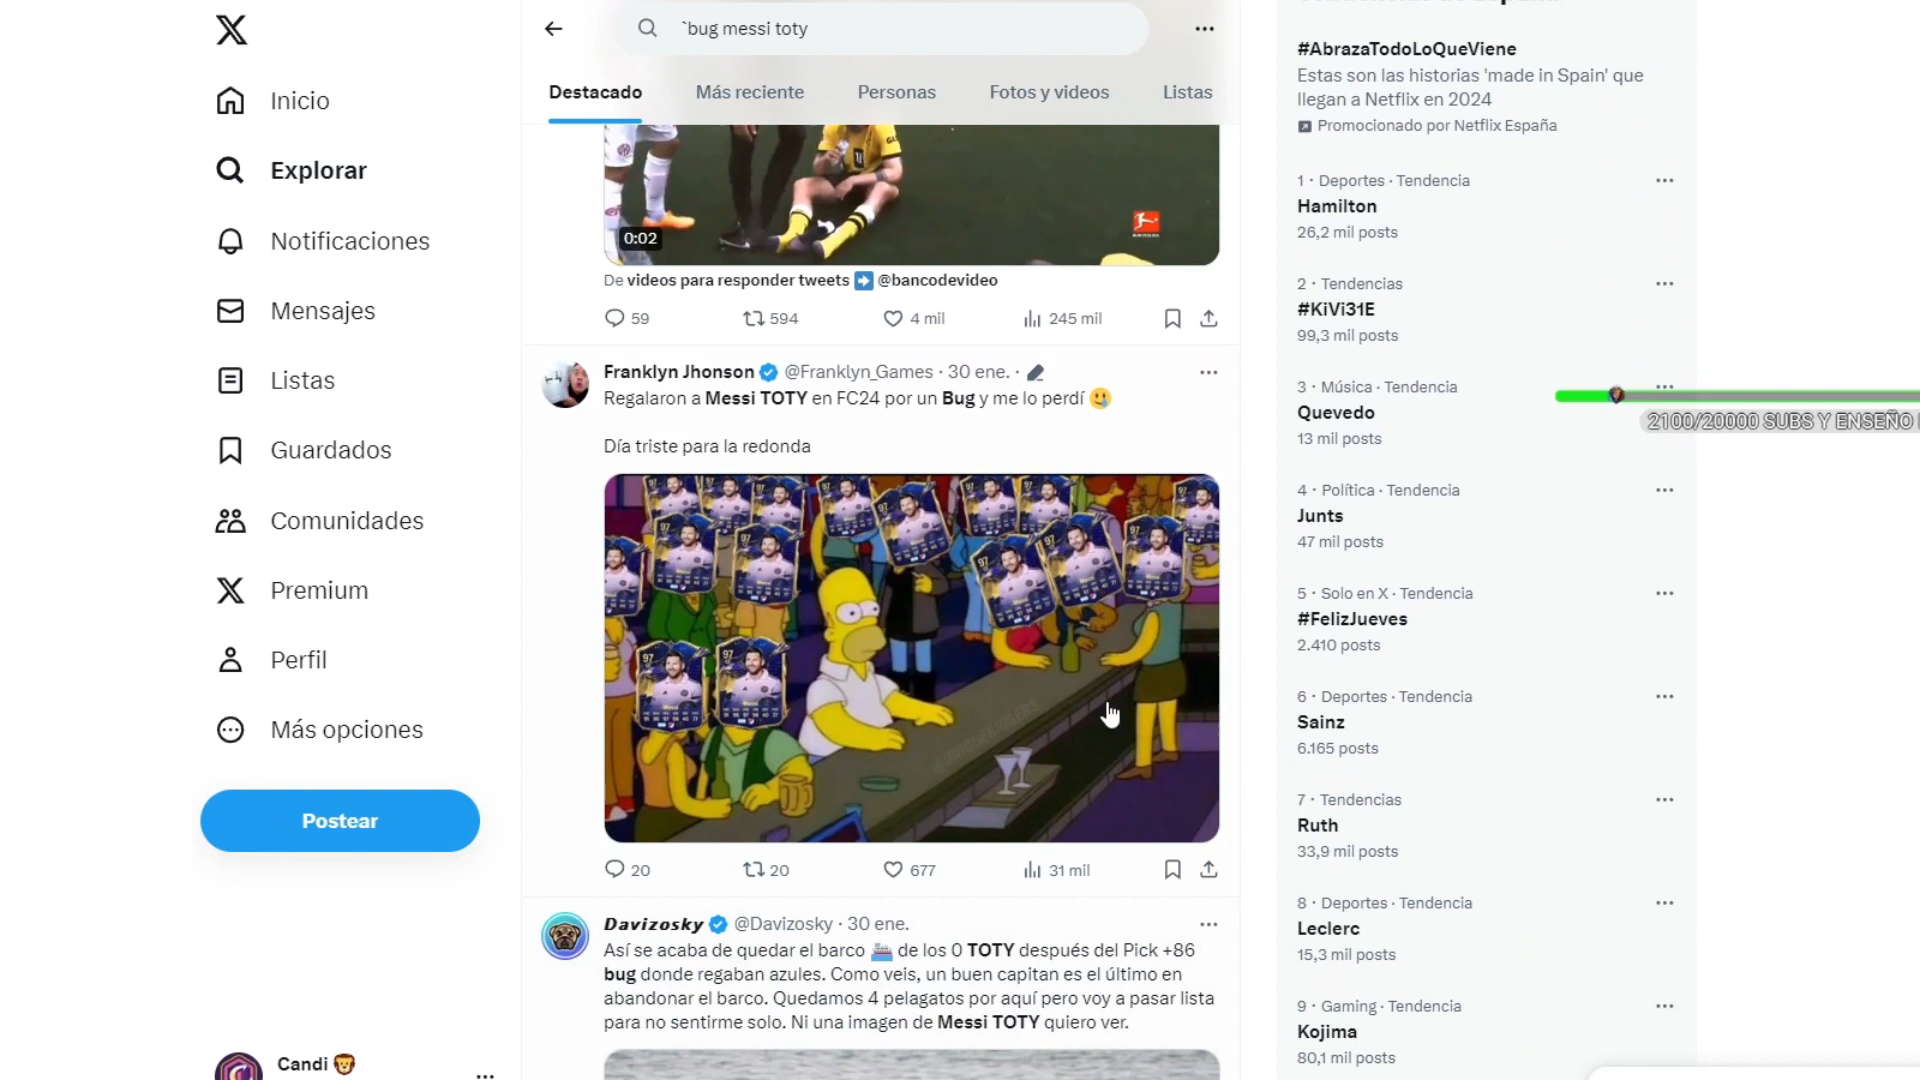 `bug messi toty
Destacado
Más reciente
Personas
Fotos y videos
Listas
Inicio
Explorar
Notificaciones
Mensajes
Listas
Guardados
Comunidades
Premium
Perfil
Más opciones
Postear
Candi
0:02
De videos para responder tweets ➡️ @bancodevideo
59
594
4 mil
245 mil
Franklyn Jhonson @Franklyn_Games · 30 ene. ·
Regalaron a Messi TOTY en FC24 por un Bug y me lo perdí 🥲
Día triste para la redonda
20
20
677
31 mil
Davizosky @Davizosky · 30 ene.
Así se acaba de quedar el barco 🛳️ de los 0 TOTY después del Pick +86
bug donde regaban azules. Como veis, un buen capitan es el último en
abandonar el barco. Quedamos 4 pelagatos por aquí pero voy a pasar lista
para no sentirme solo. Ni una imagen de Messi TOTY quiero ver.
#AbrazaTodoLoQueViene
Estas son las historias 'made in Spain' que
llegan a Netflix en 2024
Promocionado por Netflix España
1 · Deportes · Tendencia
Hamilton
26,2 mil posts
2 · Tendencias
#KiVi31E
99,3 mil posts
3 · Música · Tendencia
Quevedo
13 mil posts
2100/20000 SUBS Y ENSEÑO
4 · Política · Tendencia
Junts
47 mil posts
5 · Solo en X · Tendencia
#FelizJueves
2.410 posts
6 · Deportes · Tendencia
Sainz
6.165 posts
7 · Tendencias
Ruth
33,9 mil posts
8 · Deportes · Tendencia
Leclerc
15,3 mil posts
9 · Gaming · Tendencia
Kojima
80,1 mil posts